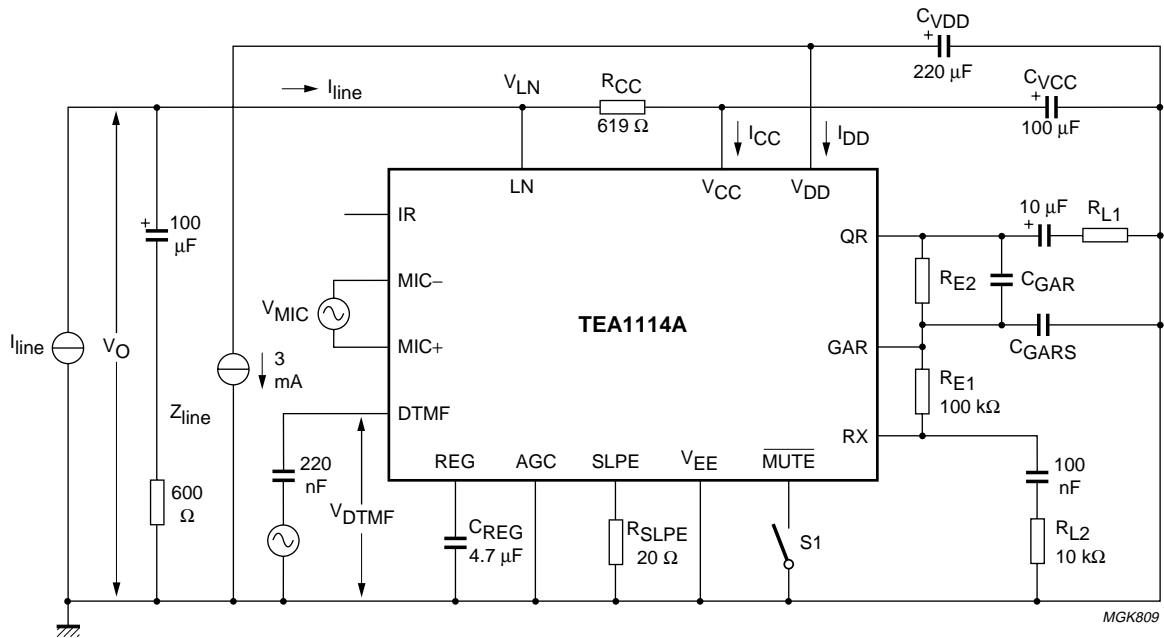 C_VDD
+
220 μF
C_VCC
+
100 μF
I_line
V_LN
R_CC
619 Ω
I_CC
I_DD
LN
V_CC
V_DD
IR
MIC−
MIC+
DTMF
TEA1114A
QR
GAR
RX
REG
AGC
SLPE
V_EE
MUTE
10 μF
+
R_L1
R_E2
C_GAR
C_GARS
R_E1
100 kΩ
100
nF
R_L2
10 kΩ
+
100
μF
V_MIC
I_line
V_O
3
mA
Z_line
600
Ω
220
nF
V_DTMF
C_REG
4.7 μF
R_SLPE
20 Ω
S1
MGK809